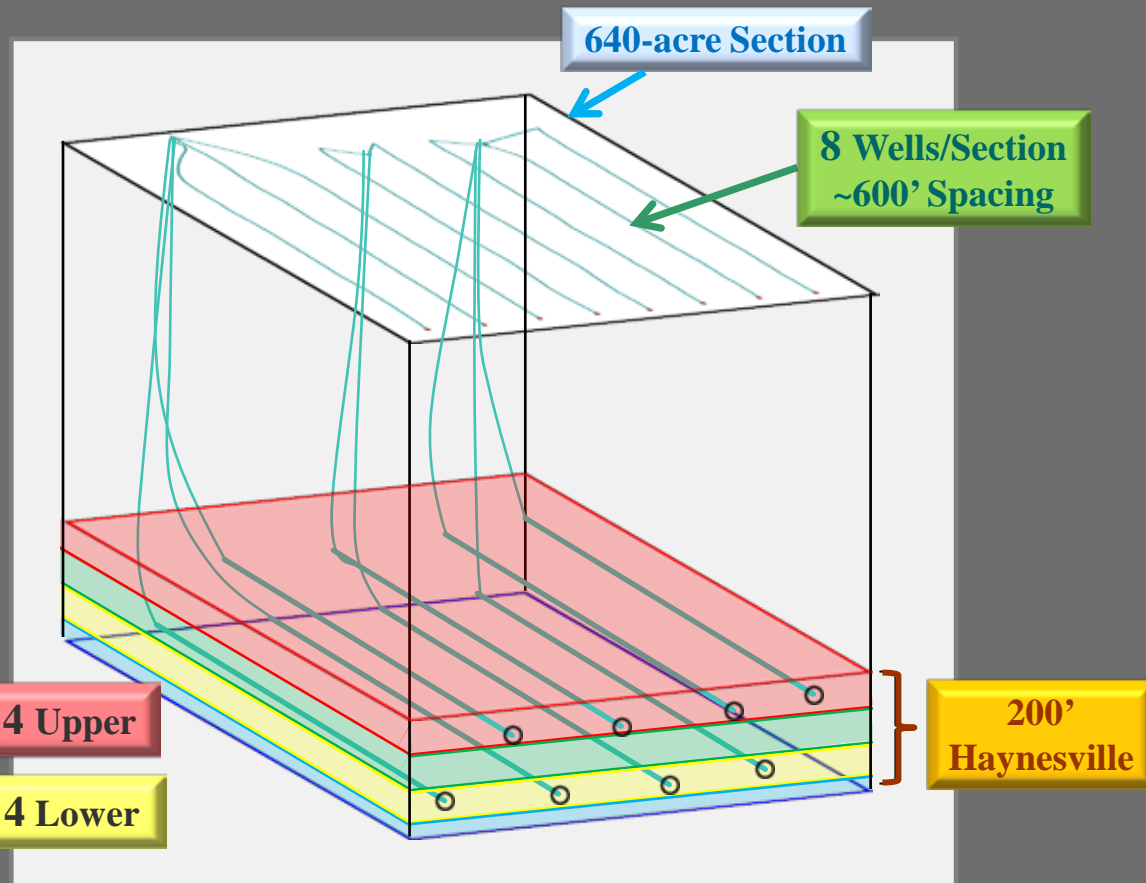 640-acre Section
8 Wells/Section
~600’ Spacing
4 Upper
4 Lower
200’
Haynesville